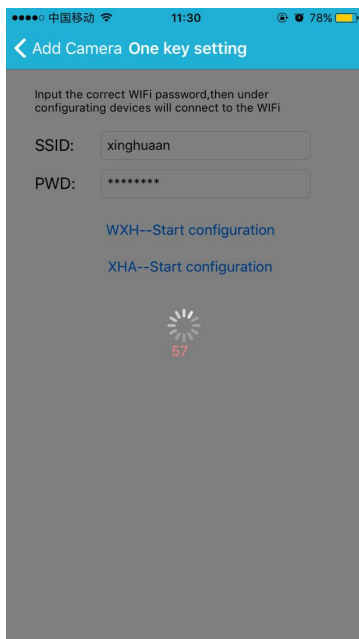 中国移动 11:30 78%
Add Camera One key setting
Input the correct WIFi password,then under
configurating devices will connect to the WIFi
SSID: xinghuaan
PWD: ********
WXH--Start configuration
XHA--Start configuration
57